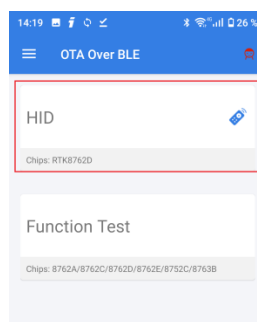 14:19 26 %
OTA Over BLE
HID
Chips: RTK8762D
Function Test
Chips: 8762A/8762C/8762D/8762E/8752C/8763B